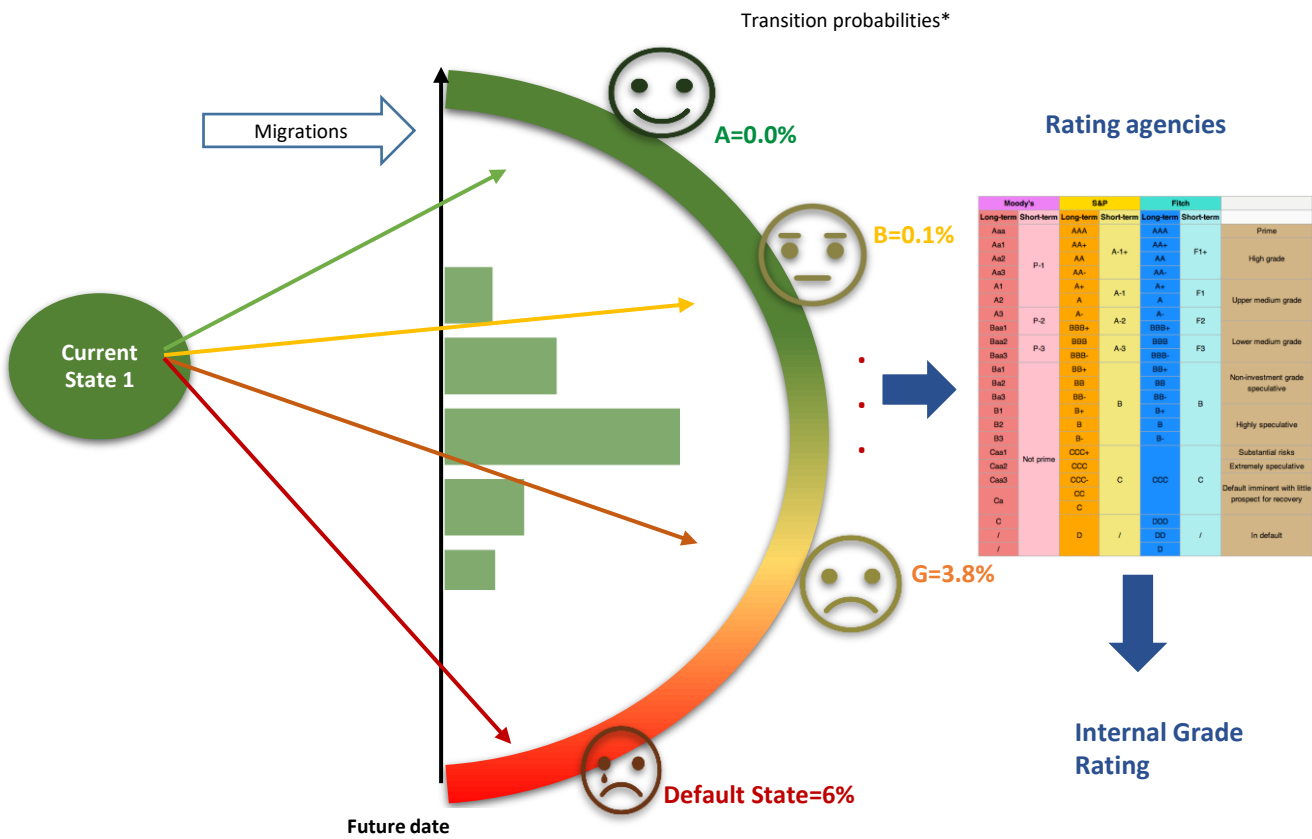 Transition probabilities*
Migrations
A=0.0%
Rating agencies
B=0.1%
Current
State 1
G=3.8%
Default State=6%
Future date
Moody's S&P Fitch
Long-term Short-term Long-term Short-term Long-term Short-term
Aaa P-1 AAA A-1+ AAA F1+ Prime
Aa1 AA+ AA+ High grade
Aa2 AA AA
Aa3 AA- AA-
A1 A+ A-1 A+ F1 Upper medium grade
A2 A A
A3 P-2 A- A-2 A- F2
Baa1 BBB+ BBB+ Lower medium grade
Baa2 P-3 BBB A-3 BBB F3
Baa3 BBB- BBB-
Ba1 Not prime BB+ B BB+ B Non-investment grade
Ba2 BB BB speculative
Ba3 BB- BB-
B1 B+ B+ Highly speculative
B2 B B
B3 B- B-
Caa1 CCC+ C CCC C Substantial risks
Caa2 CCC Extremely speculative
Caa3 CCC- Default imminent with little
Ca CC prospect for recovery
C
C D / DDD / In default
/ DD
/ D
Internal Grade
Rating